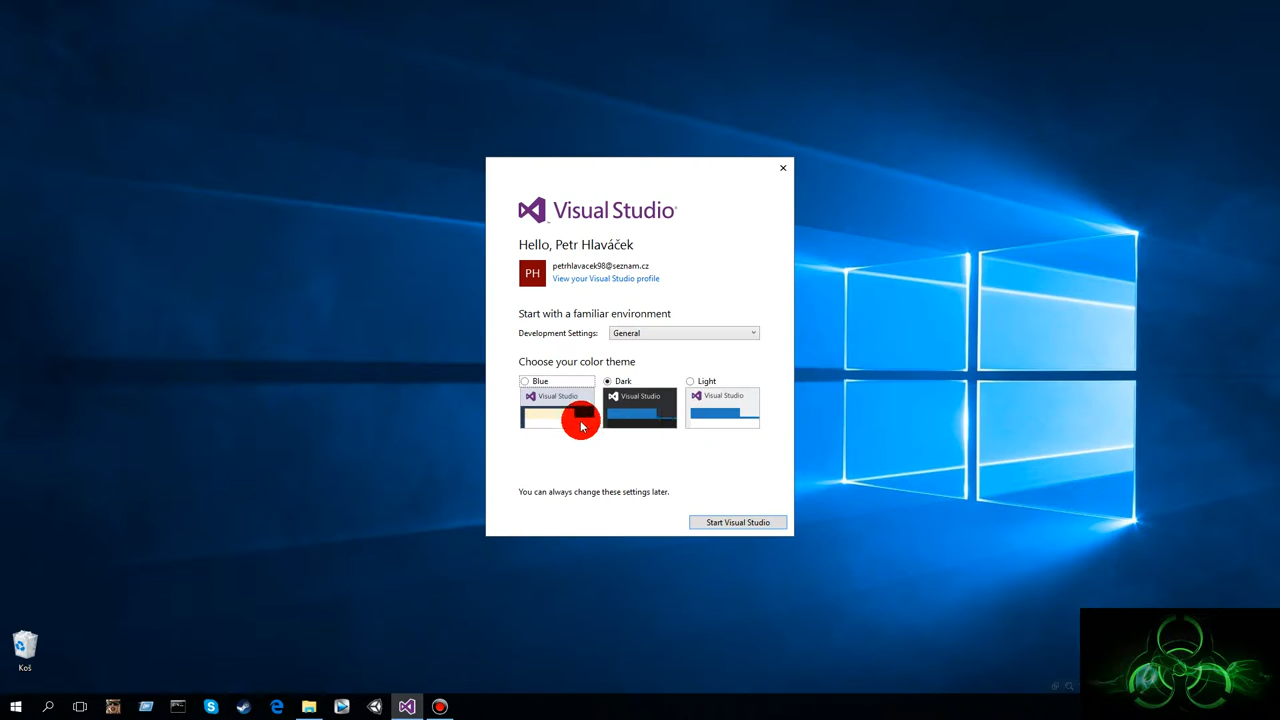 Visual Studio
Hello, Petr Hlaváček
PH
petrhlavacek98@seznam.cz
View your Visual Studio profile
Start with a familiar environment
Development Settings: General
Choose your color theme
Blue Dark Light
Visual Studio Visual Studio Visual Studio
You can always change these settings later.
Start Visual Studio
Koš